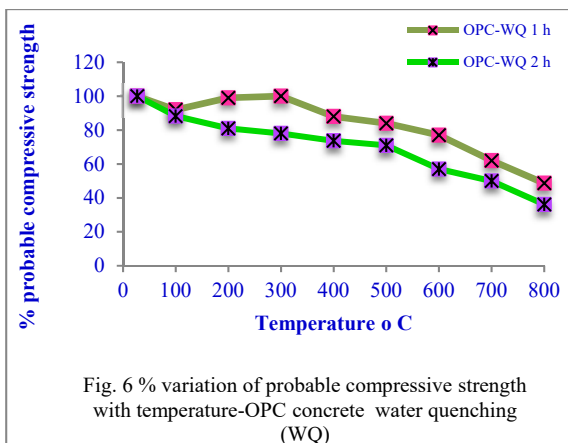 OPC-WQ 1 h
OPC-WQ 2 h
% probable compressive strength
120
100
80
60
40
20
0
0 100 200 300 400 500 600 700 800
Temperature o C
Fig. 6 % variation of probable compressive strength
with temperature-OPC concrete water quenching
(WQ)